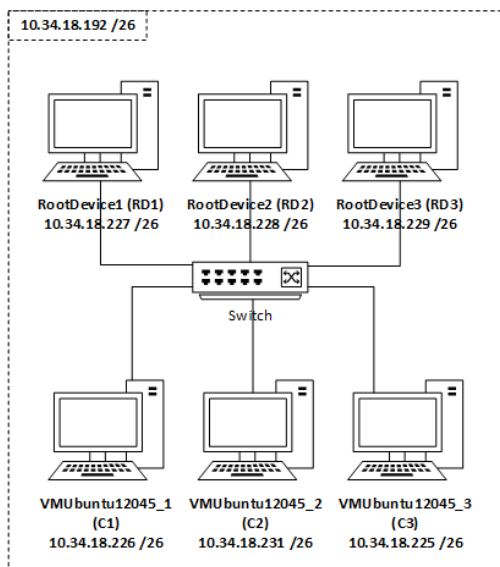 10.34.18.192 /26
RootDevice1 (RD1)
10.34.18.227 /26
RootDevice2 (RD2)
10.34.18.228 /26
RootDevice3 (RD3)
10.34.18.229 /26
Switch
VMUbuntu12045_1
(C1)
10.34.18.226 /26
VMUbuntu12045_2
(C2)
10.34.18.231 /26
VMUbuntu12045_3
(C3)
10.34.18.225 /26